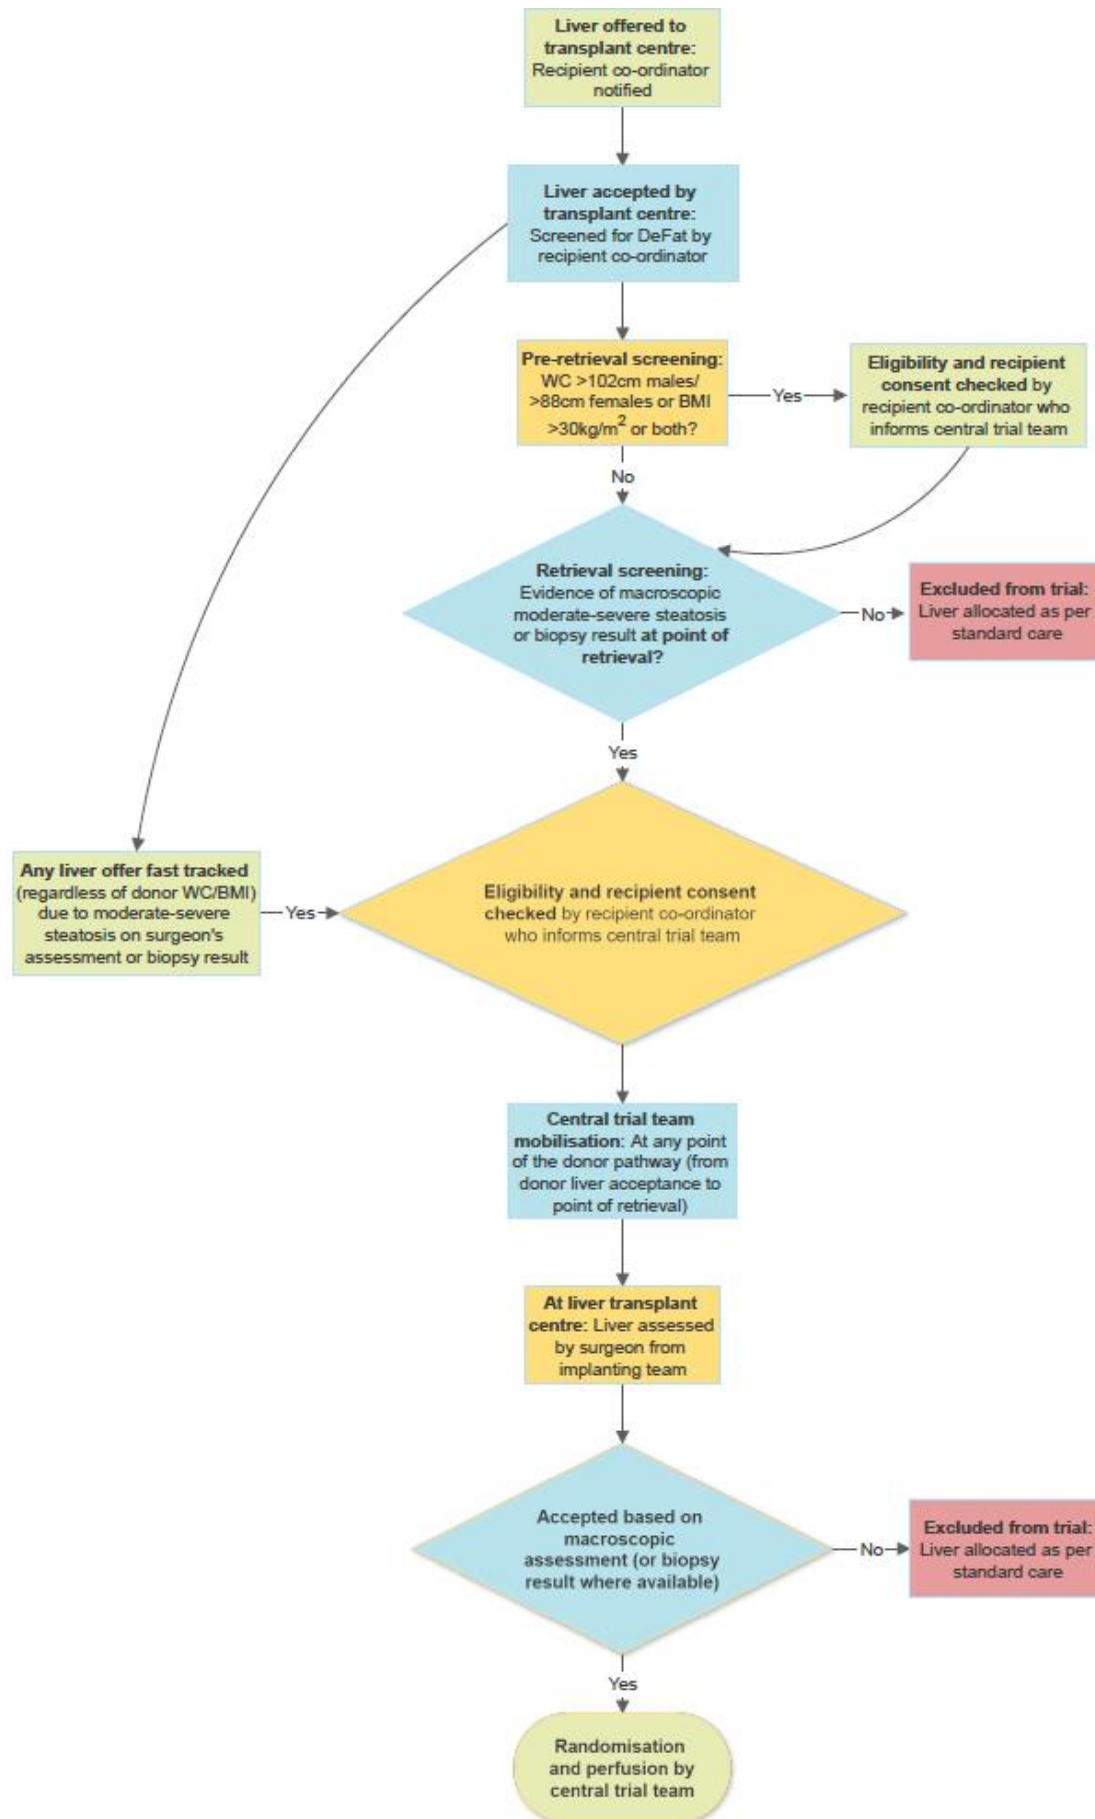 Liver offered to
transplant centre:
Recipient co-ordinator
notified
Liver accepted by
transplant centre:
Screened for DeFat by
recipient co-ordinator
Pre-retrieval screening:
WC >102cm males/
>88cm females or BMI
>30kg/m² or both?
Yes
Eligibility and recipient
consent checked by
recipient co-ordinator who
informs central trial team
No
Retrieval screening:
Evidence of macroscopic
moderate-severe steatosis
or biopsy result at point of
retrieval?
No
Excluded from trial:
Liver allocated as per
standard care
Yes
Any liver offer fast tracked
(regardless of donor WC/BMI)
due to moderate-severe
steatosis on surgeon's
assessment or biopsy result
Yes
Eligibility and recipient consent
checked by recipient co-ordinator
who informs central trial team
Central trial team
mobilisation: At any point
of the donor pathway (from
donor liver acceptance to
point of retrieval)
At liver transplant
centre: Liver assessed
by surgeon from
implanting team
Accepted based on
macroscopic
assessment (or biopsy
result where available)
No
Excluded from trial:
Liver allocated as per
standard care
Yes
Randomisation
and perfusion by
central trial team